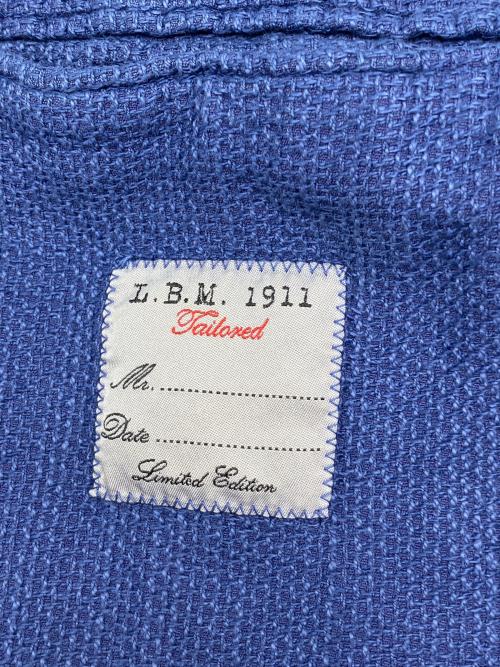 L.B.M. 1911
Tailored
Mr. ..............................
Date ..............................
Limited Edition